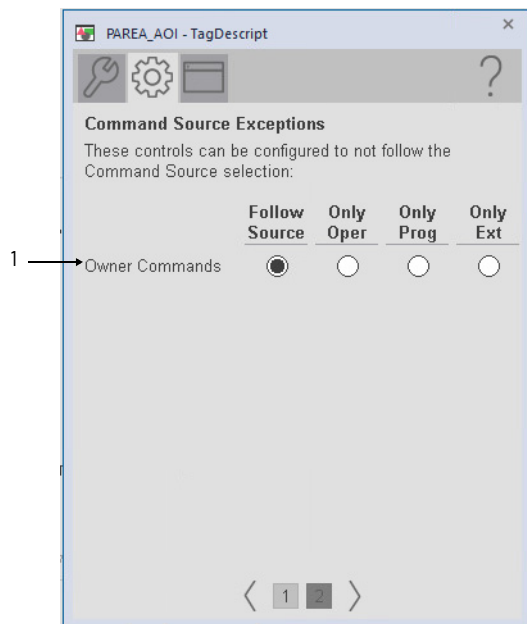 PAREA_AOI - TagDescript
Command Source Exceptions
These controls can be configured to not follow the
Command Source selection:
Follow Source Only Oper Only Prog Only Ext
1 Owner Commands
1 2